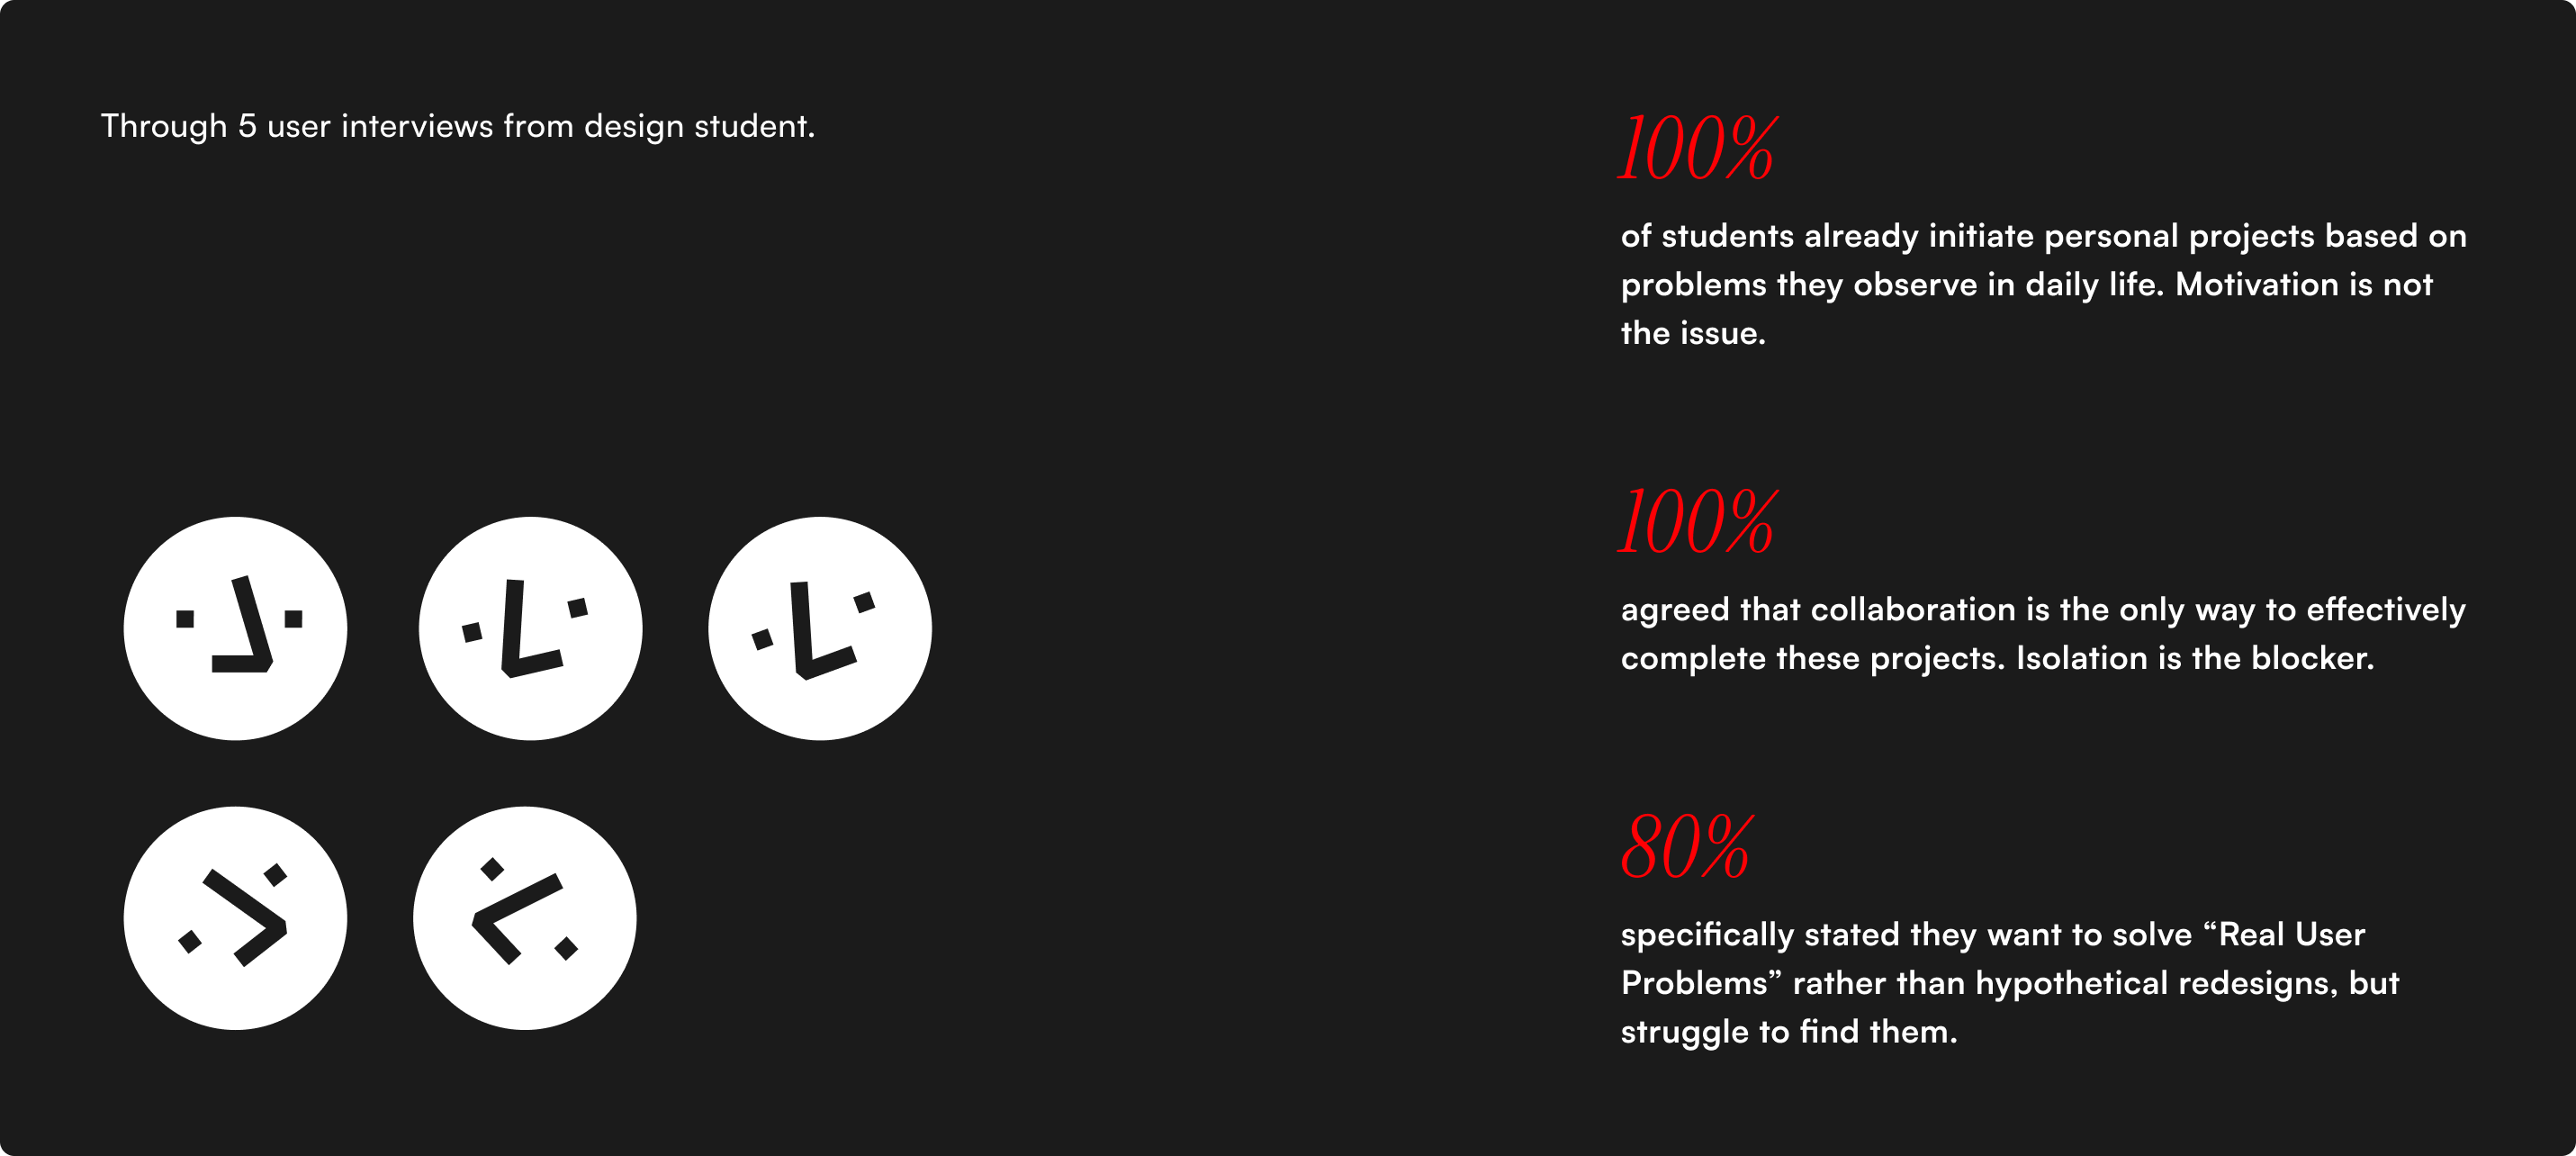 Through 5 user interviews from design student.
100%
of students already initiate personal projects based on
problems they observe in daily life. Motivation is not
the issue.
100%
agreed that collaboration is the only way to effectively
complete these projects. Isolation is the blocker.
80%
specifically stated they want to solve “Real User
Problems” rather than hypothetical redesigns, but
struggle to find them.